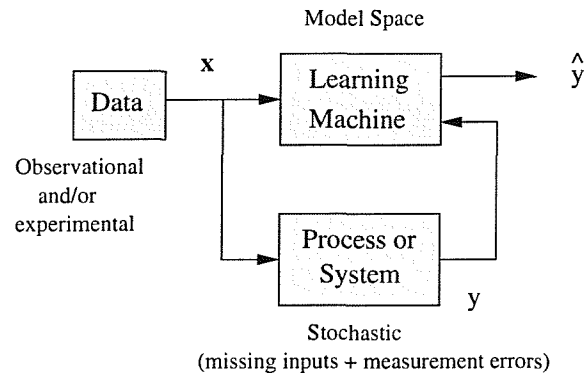 Model Space
x
Data
Learning
Machine
ŷ
Observational
and/or
experimental
Process or
System
y
Stochastic
(missing inputs + measurement errors)